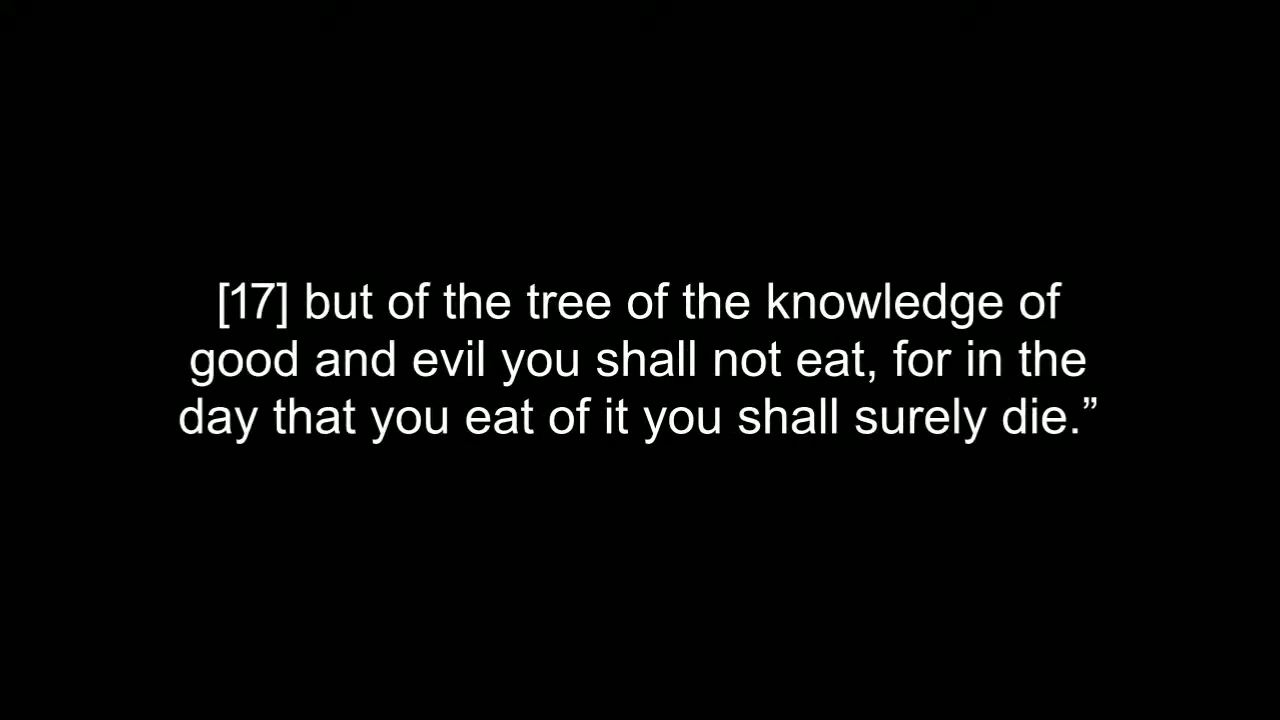 [17] but of the tree of the knowledge of
good and evil you shall not eat, for in the
day that you eat of it you shall surely die.”